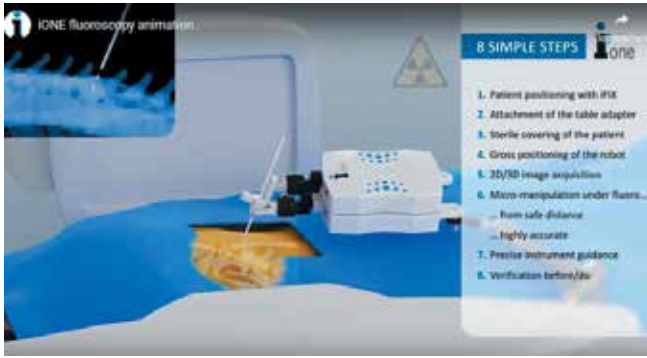 iONE fluoroscopy animation
8 SIMPLE STEPS
ione
1. Patient positioning with iFIX
2. Attachment of the table adapter
3. Sterile covering of the patient
4. Gross positioning of the robot
5. 2D/3D image acquisition
6. Micro-manipulation under fluoro...
... from safe distance
... highly accurate
7. Precise instrument guidance
8. Verification before/du